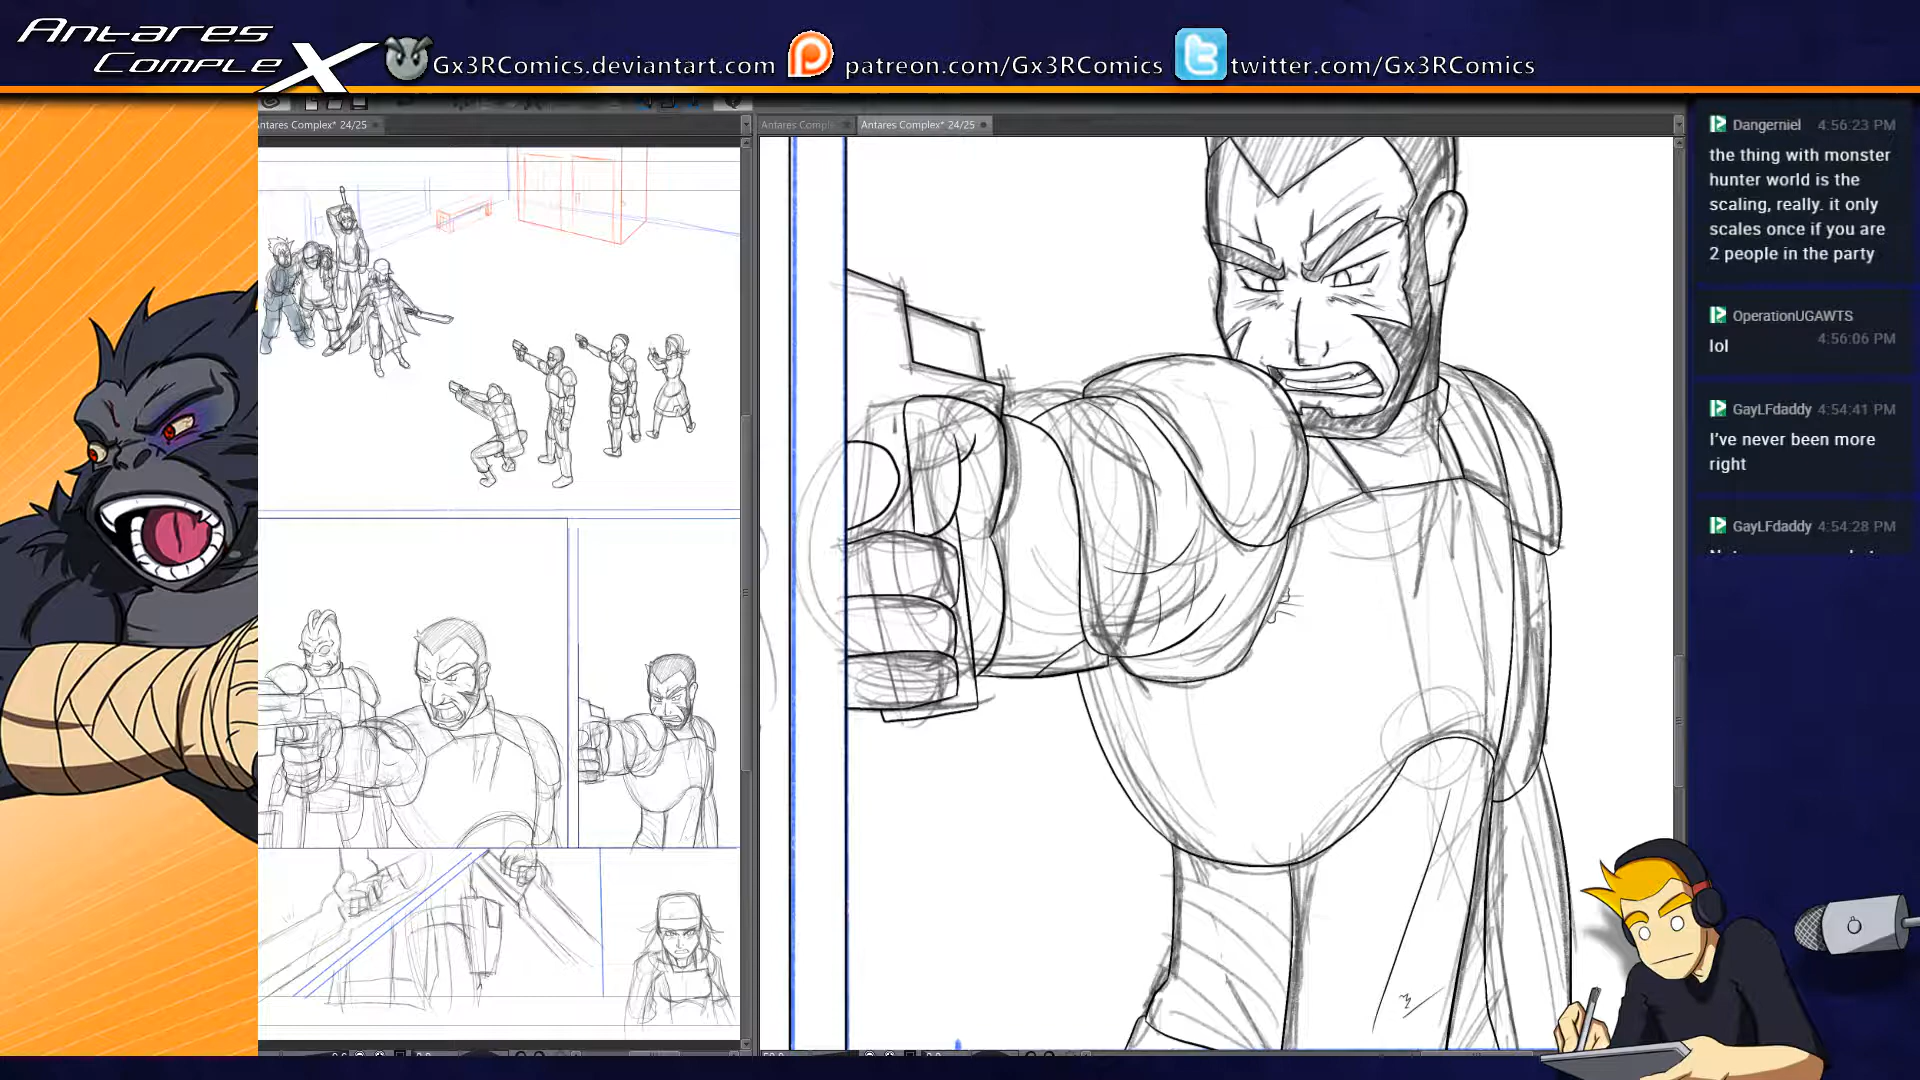 Antares
Complex
Gx3RComics.deviantart.com
patreon.com/Gx3RComics
twitter.com/Gx3RComics
ntares Complex* 24/25
Antares Comple
Antares Complex* 24/25
Dangerniel 4:56:23 PM
the thing with monster
hunter world is the
scaling, really. it only
scales once if you are
2 people in the party
OperationUGAWTS
4:56:06 PM
lol
GayLFdaddy 4:54:41 PM
I've never been more
right
GayLFdaddy 4:54:28 PM